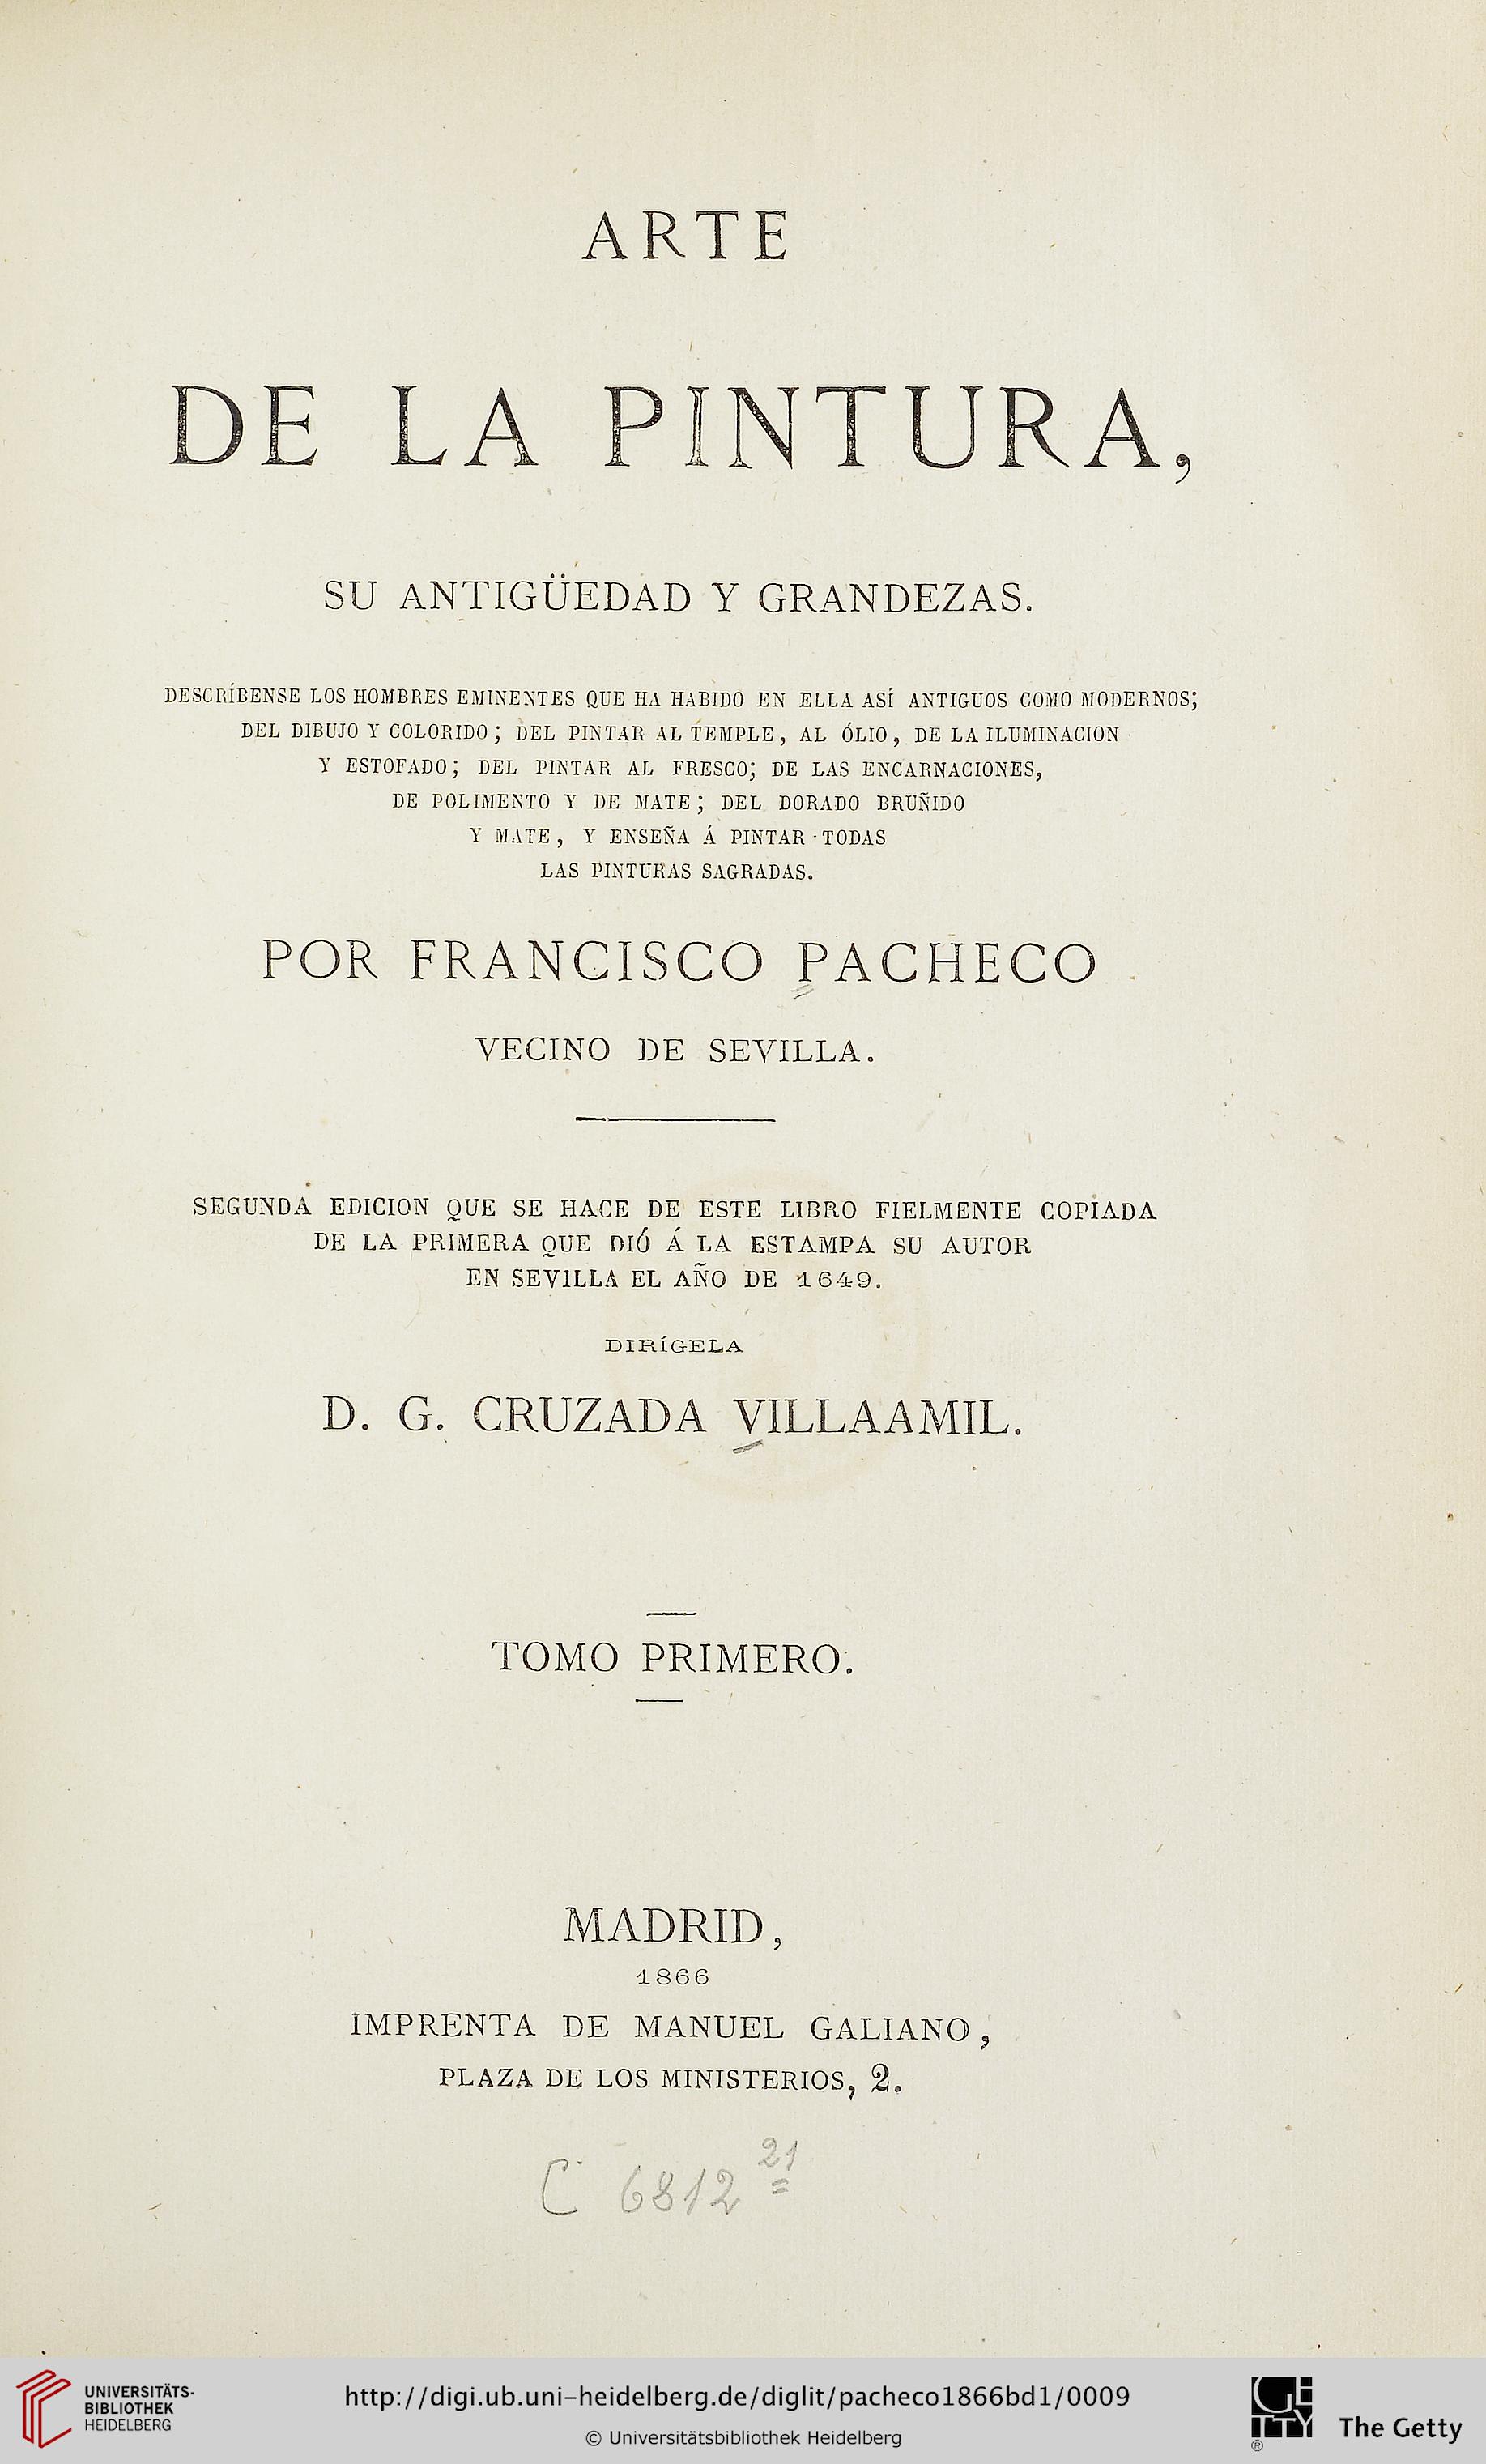 ARTE
DE LA PINTURA,
SU ANTIGÜEDAD Y GRANDEZAS.
DESCRÍBENSE LOS HOMBRES EMINENTES QUE HA HABIDO EN ELLA ASÍ ANTIGUOS COMO MODERNOS;
DEL DIBUJO Y COLORIDO; DEL PINTAR AL TEMPLE, AL ÓLIO, DE LA ILUMINACION
Y ESTOFADO; DEL PINTAR AL FRESCO; DE LAS ENCARNACIONES,
DE POLIMENTO Y DE MATE; DEL DORADO BRUÑIDO
Y MATE, Y ENSEÑA Á PINTAR TODAS
LAS PINTURAS SAGRADAS.
POR FRANCISCO PACHECO
VECINO DE SEVILLA.
SEGUNDA EDICION QUE SE HACE DE ESTE LIBRO FIELMENTE COPIADA
DE LA PRIMERA QUE DIÓ Á LA ESTAMPA SU AUTOR
EN SEVILLA EL AÑO DE 1649.
DIRÍGELA
D. G. CRUZADA VILLAAMIL.
TOMO PRIMERO.
MADRID,
1866
IMPRENTA DE MANUEL GALIANO,
PLAZA DE LOS MINISTERIOS, 2.
C 6812 21
UNIVERSITÄTS-
BIBLIOTHEK
HEIDELBERG
http://digi.ub.uni-heidelberg.de/diglit/pacheco1866bd1/0009
© Universitätsbibliothek Heidelberg
GETTY
®
The Getty